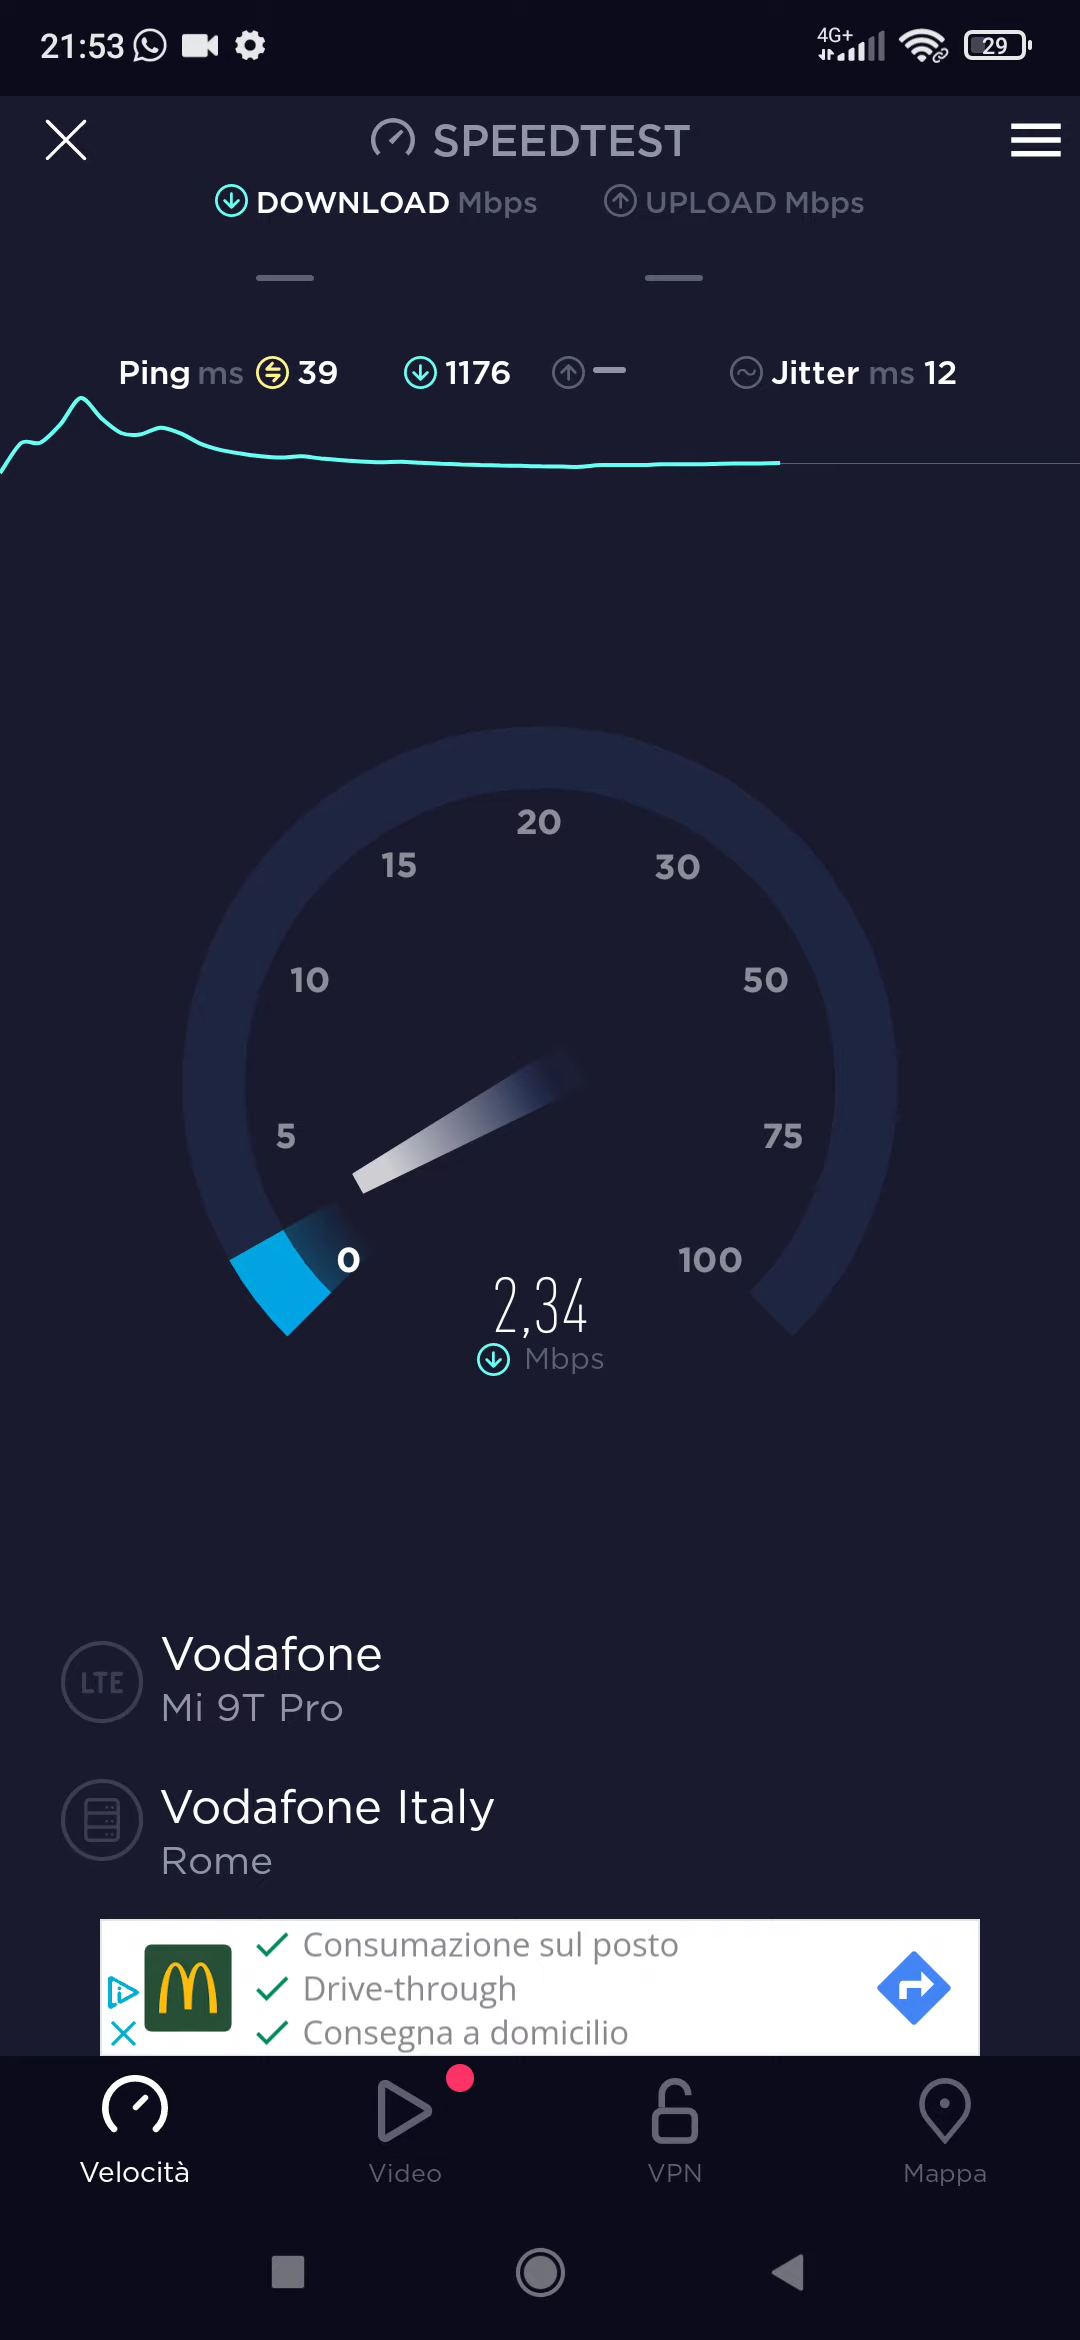 21:53 4G+ 29
SPEEDTEST
DOWNLOAD Mbps UPLOAD Mbps
Ping ms 39 1176 Jitter ms 12
20
15 30
10 50
5 75
0 100
2,34
Mbps
LTE
Vodafone
Mi 9T Pro
Vodafone Italy
Rome
Consumazione sul posto
Drive-through
Consegna a domicilio
Velocità Video VPN Mappa